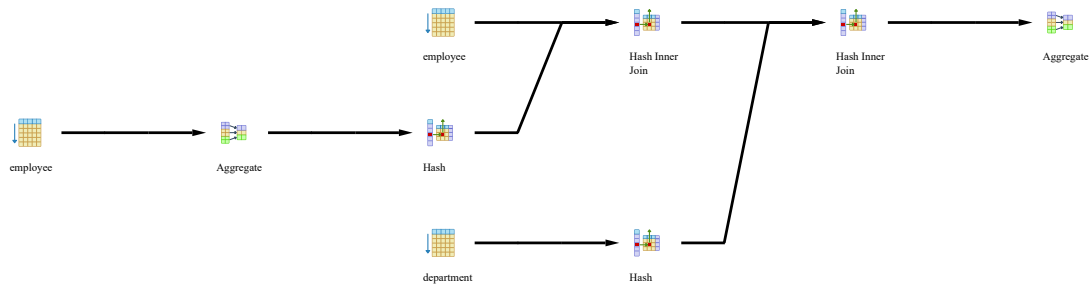 employee
Hash Inner
Join
Hash Inner
Join
Aggregate
employee
Aggregate
Hash
department
Hash